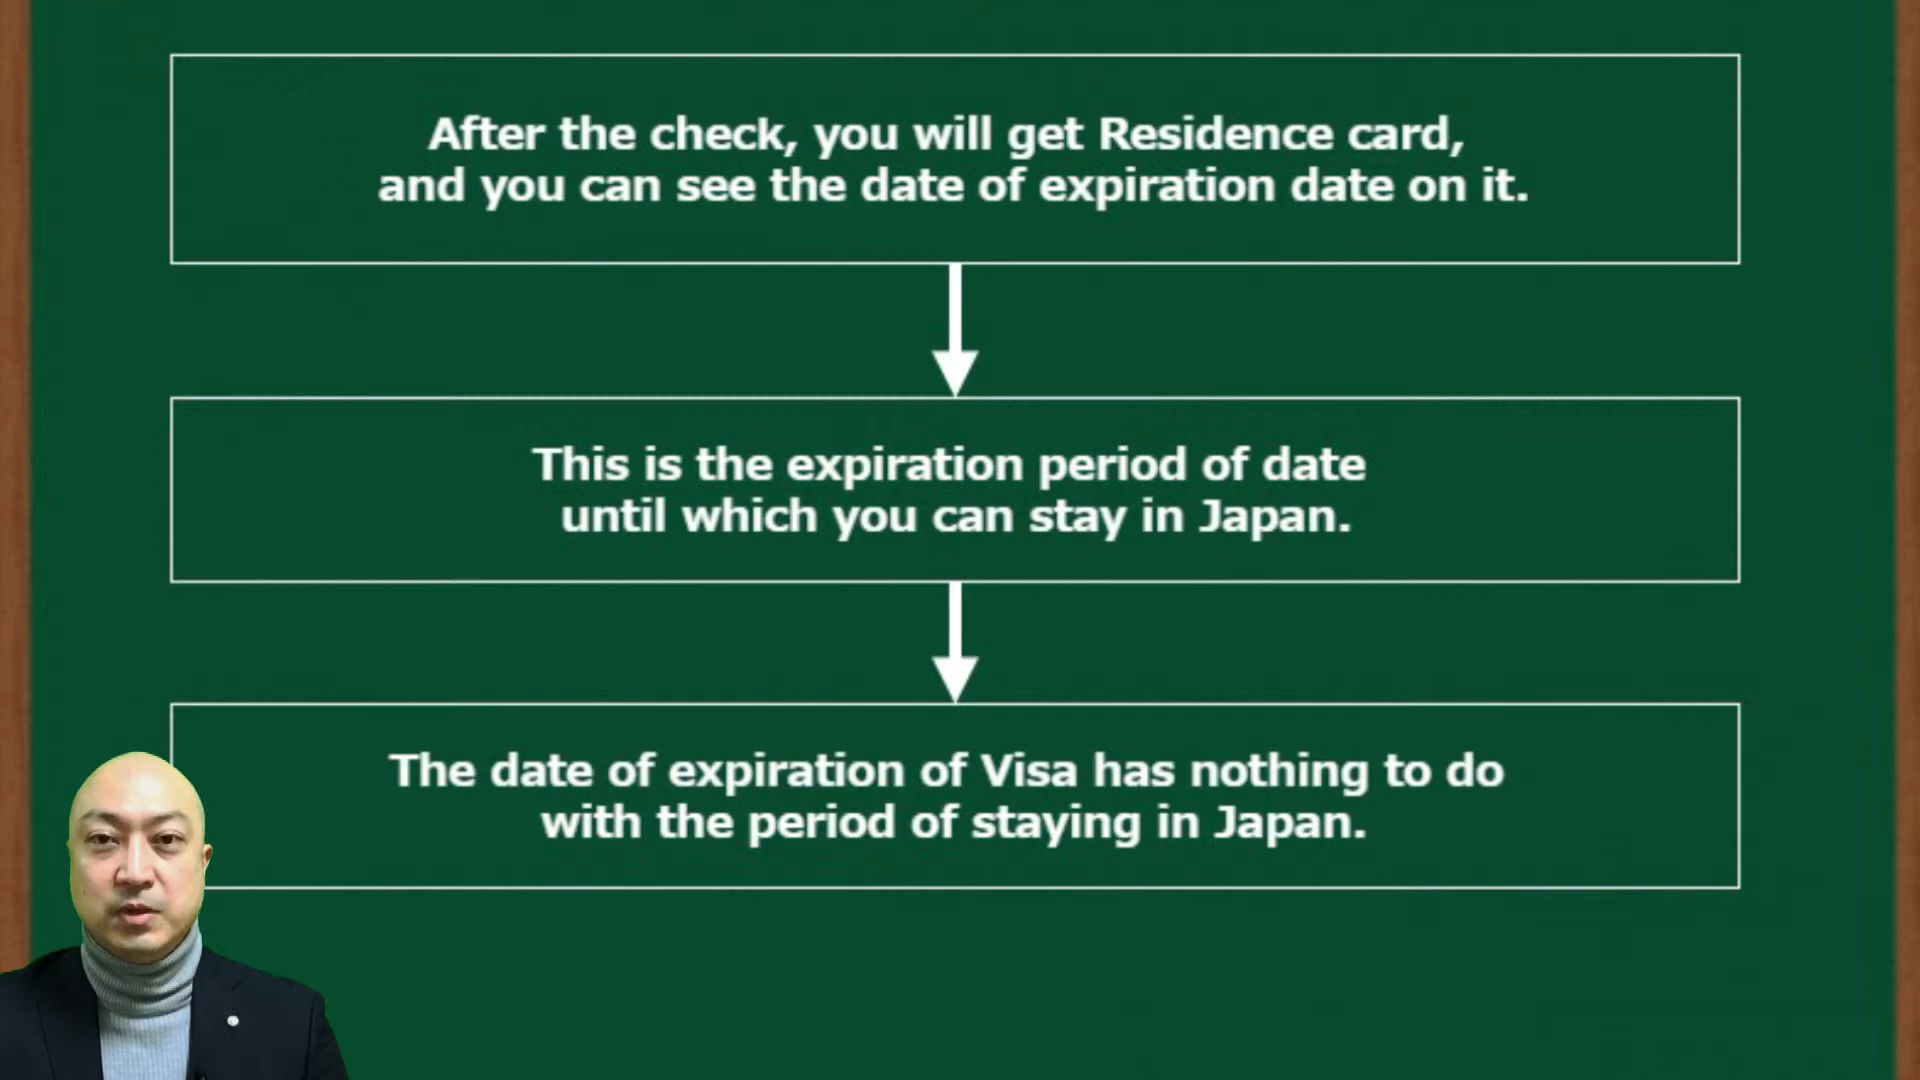 After the check, you will get Residence card,
and you can see the date of expiration date on it.
This is the expiration period of date
until which you can stay in Japan.
The date of expiration of Visa has nothing to do
with the period of staying in Japan.